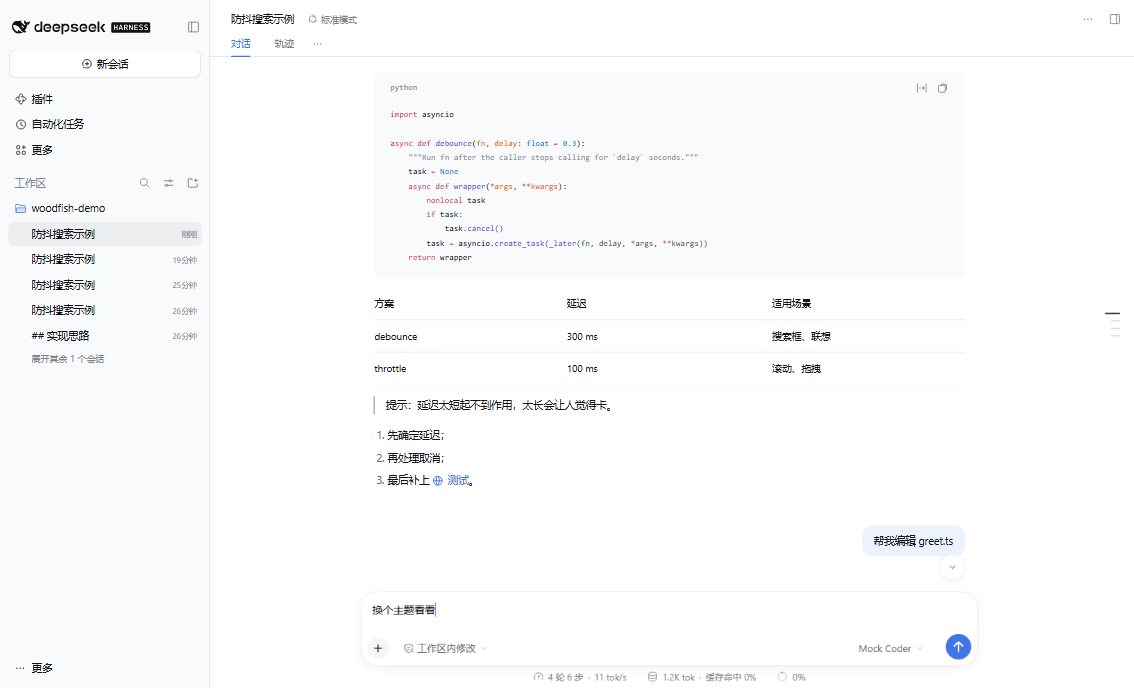 deepseek HARNESS
新会话
插件
自动化任务
更多
工作区
woodfish-demo
防抖搜索示例 刚刚
防抖搜索示例 19分钟
防抖搜索示例 25分钟
防抖搜索示例 26分钟
## 实现思路 26分钟
展开其余 1 个会话
··· 更多
防抖搜索示例 标准模式 ···
对话 轨迹 ···
python
import asyncio
async def debounce(fn, delay: float = 0.3):
"""Run fn after the caller stops calling for `delay` seconds."""
task = None
async def wrapper(*args, **kwargs):
nonlocal task
if task:
task.cancel()
task = asyncio.create_task(_later(fn, delay, *args, **kwargs))
return wrapper
方案 延迟 适用场景
debounce 300 ms 搜索框、联想
throttle 100 ms 滚动、拖拽
提示：延迟太短起不到作用，太长会让人觉得卡。
1. 先确定延迟；
2. 再处理取消；
3. 最后补上 测试。
帮我编辑 greet.ts
换个主题看看
+ 工作区内修改 Mock Coder
4 轮 6 步 · 11 tok/s 1.2K tok · 缓存命中 0% 0%